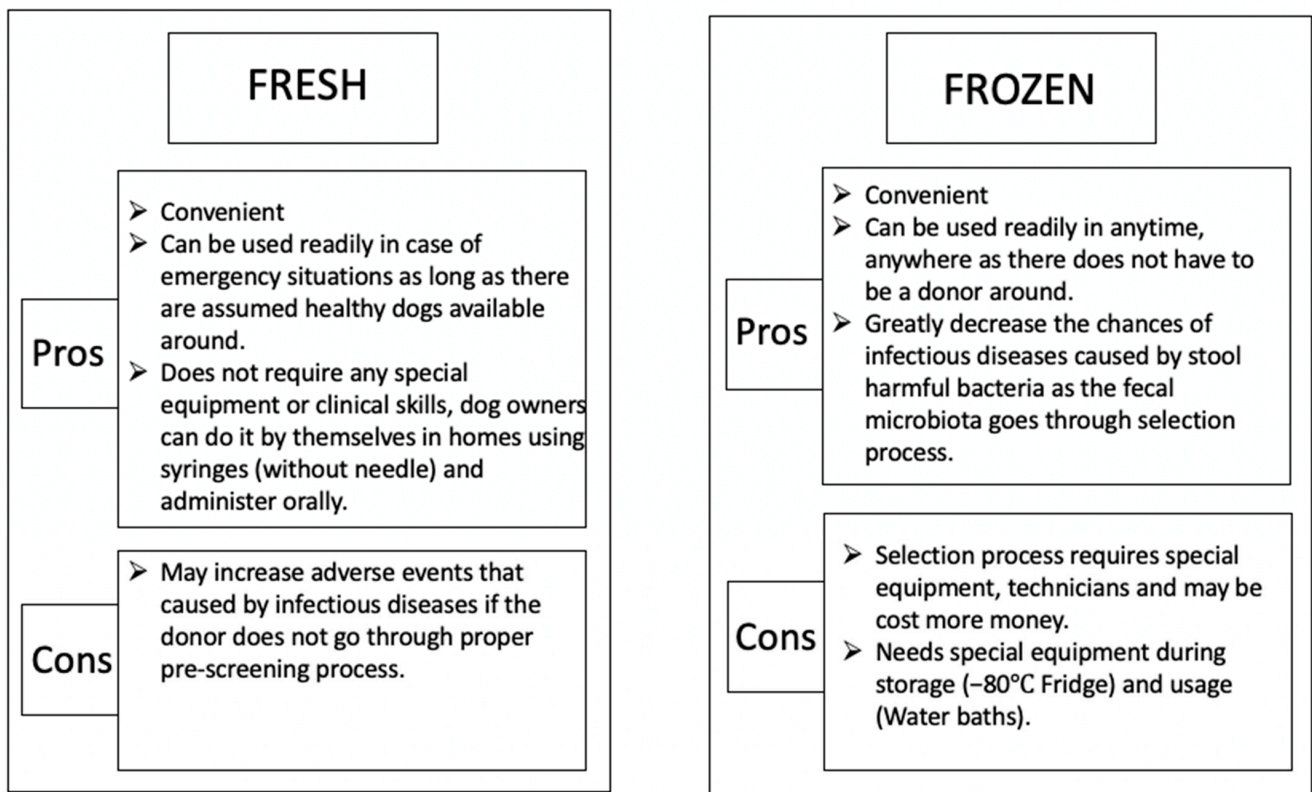 FRESH
Pros
➤ Convenient
➤ Can be used readily in case of
emergency situations as long as there
are assumed healthy dogs available
around.
➤ Does not require any special
equipment or clinical skills, dog owners
can do it by themselves in homes using
syringes (without needle) and
administer orally.
Cons
➤ May increase adverse events that
caused by infectious diseases if the
donor does not go through proper
pre-screening process.
FROZEN
Pros
➤ Convenient
➤ Can be used readily in anytime,
anywhere as there does not have to
be a donor around.
➤ Greatly decrease the chances of
infectious diseases caused by stool
harmful bacteria as the fecal
microbiota goes through selection
process.
Cons
➤ Selection process requires special
equipment, technicians and may be
cost more money.
➤ Needs special equipment during
storage (−80℃ Fridge) and usage
(Water baths).